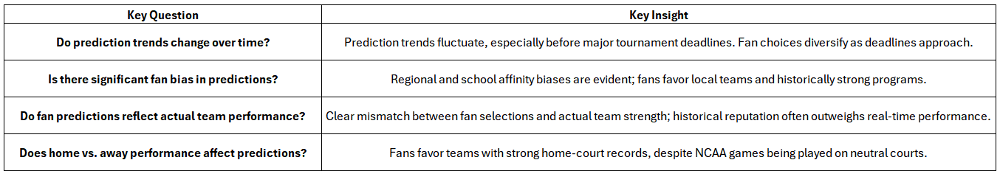 Key Question Key Insight
Do prediction trends change over time? Prediction trends fluctuate, especially before major tournament deadlines. Fan choices diversify as deadlines approach.
Is there significant fan bias in predictions? Regional and school affinity biases are evident; fans favor local teams and historically strong programs.
Do fan predictions reflect actual team performance? Clear mismatch between fan selections and actual team strength; historical reputation often outweighs real-time performance.
Does home vs. away performance affect predictions? Fans favor teams with strong home-court records, despite NCAA games being played on neutral courts.